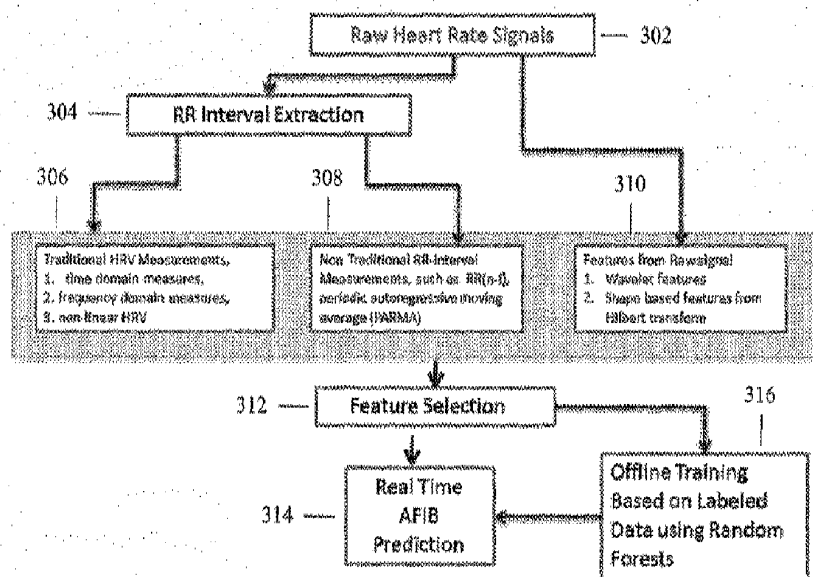 Raw Heart Rate Signals
302
304
RR Interval Extraction
306
308
310
Traditional HRV Measurements,
1. time domain measures,
2. frequency domain measures,
3. non-linear HRV
Non Traditional RR-Interval
Measurements, such as RR(n-i),
periodic autoregressive moving
average (PARMA)
Features from Rawsignal
1. Wavelet features
2. Shape based features from
Hilbert transform
312
Feature Selection
316
314
Real Time
AFIB
Prediction
Offline Training
Based on Labeled
Data using Random
Forests